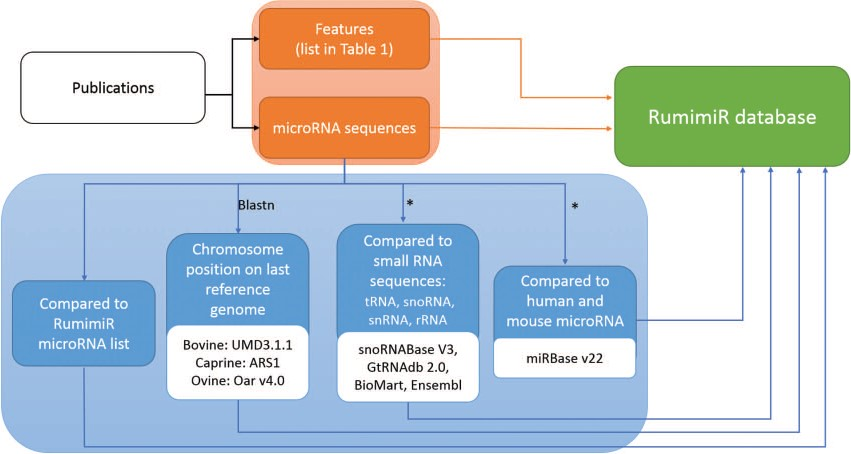 Publications
Features
(list in Table 1)
microRNA sequences
RumimiR database
Blastn
*
*
Compared to
RumimiR
microRNA list
Chromosome
position on last
reference
genome
Bovine: UMD3.1.1
Caprine: ARS1
Ovine: Oar v4.0
Compared to
small RNA
sequences:
tRNA, snoRNA,
snRNA, rRNA
snoRNABase V3,
GtRNAdb 2.0,
BioMart, Ensembl
Compared to
human and
mouse microRNA
miRBase v22